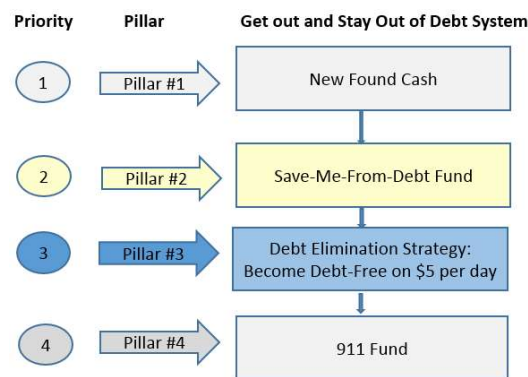 Priority Pillar Get out and Stay Out of Debt System
1 Pillar #1 New Found Cash
2 Pillar #2 Save-Me-From-Debt Fund
3 Pillar #3 Debt Elimination Strategy:
Become Debt-Free on $5 per day
4 Pillar #4 911 Fund